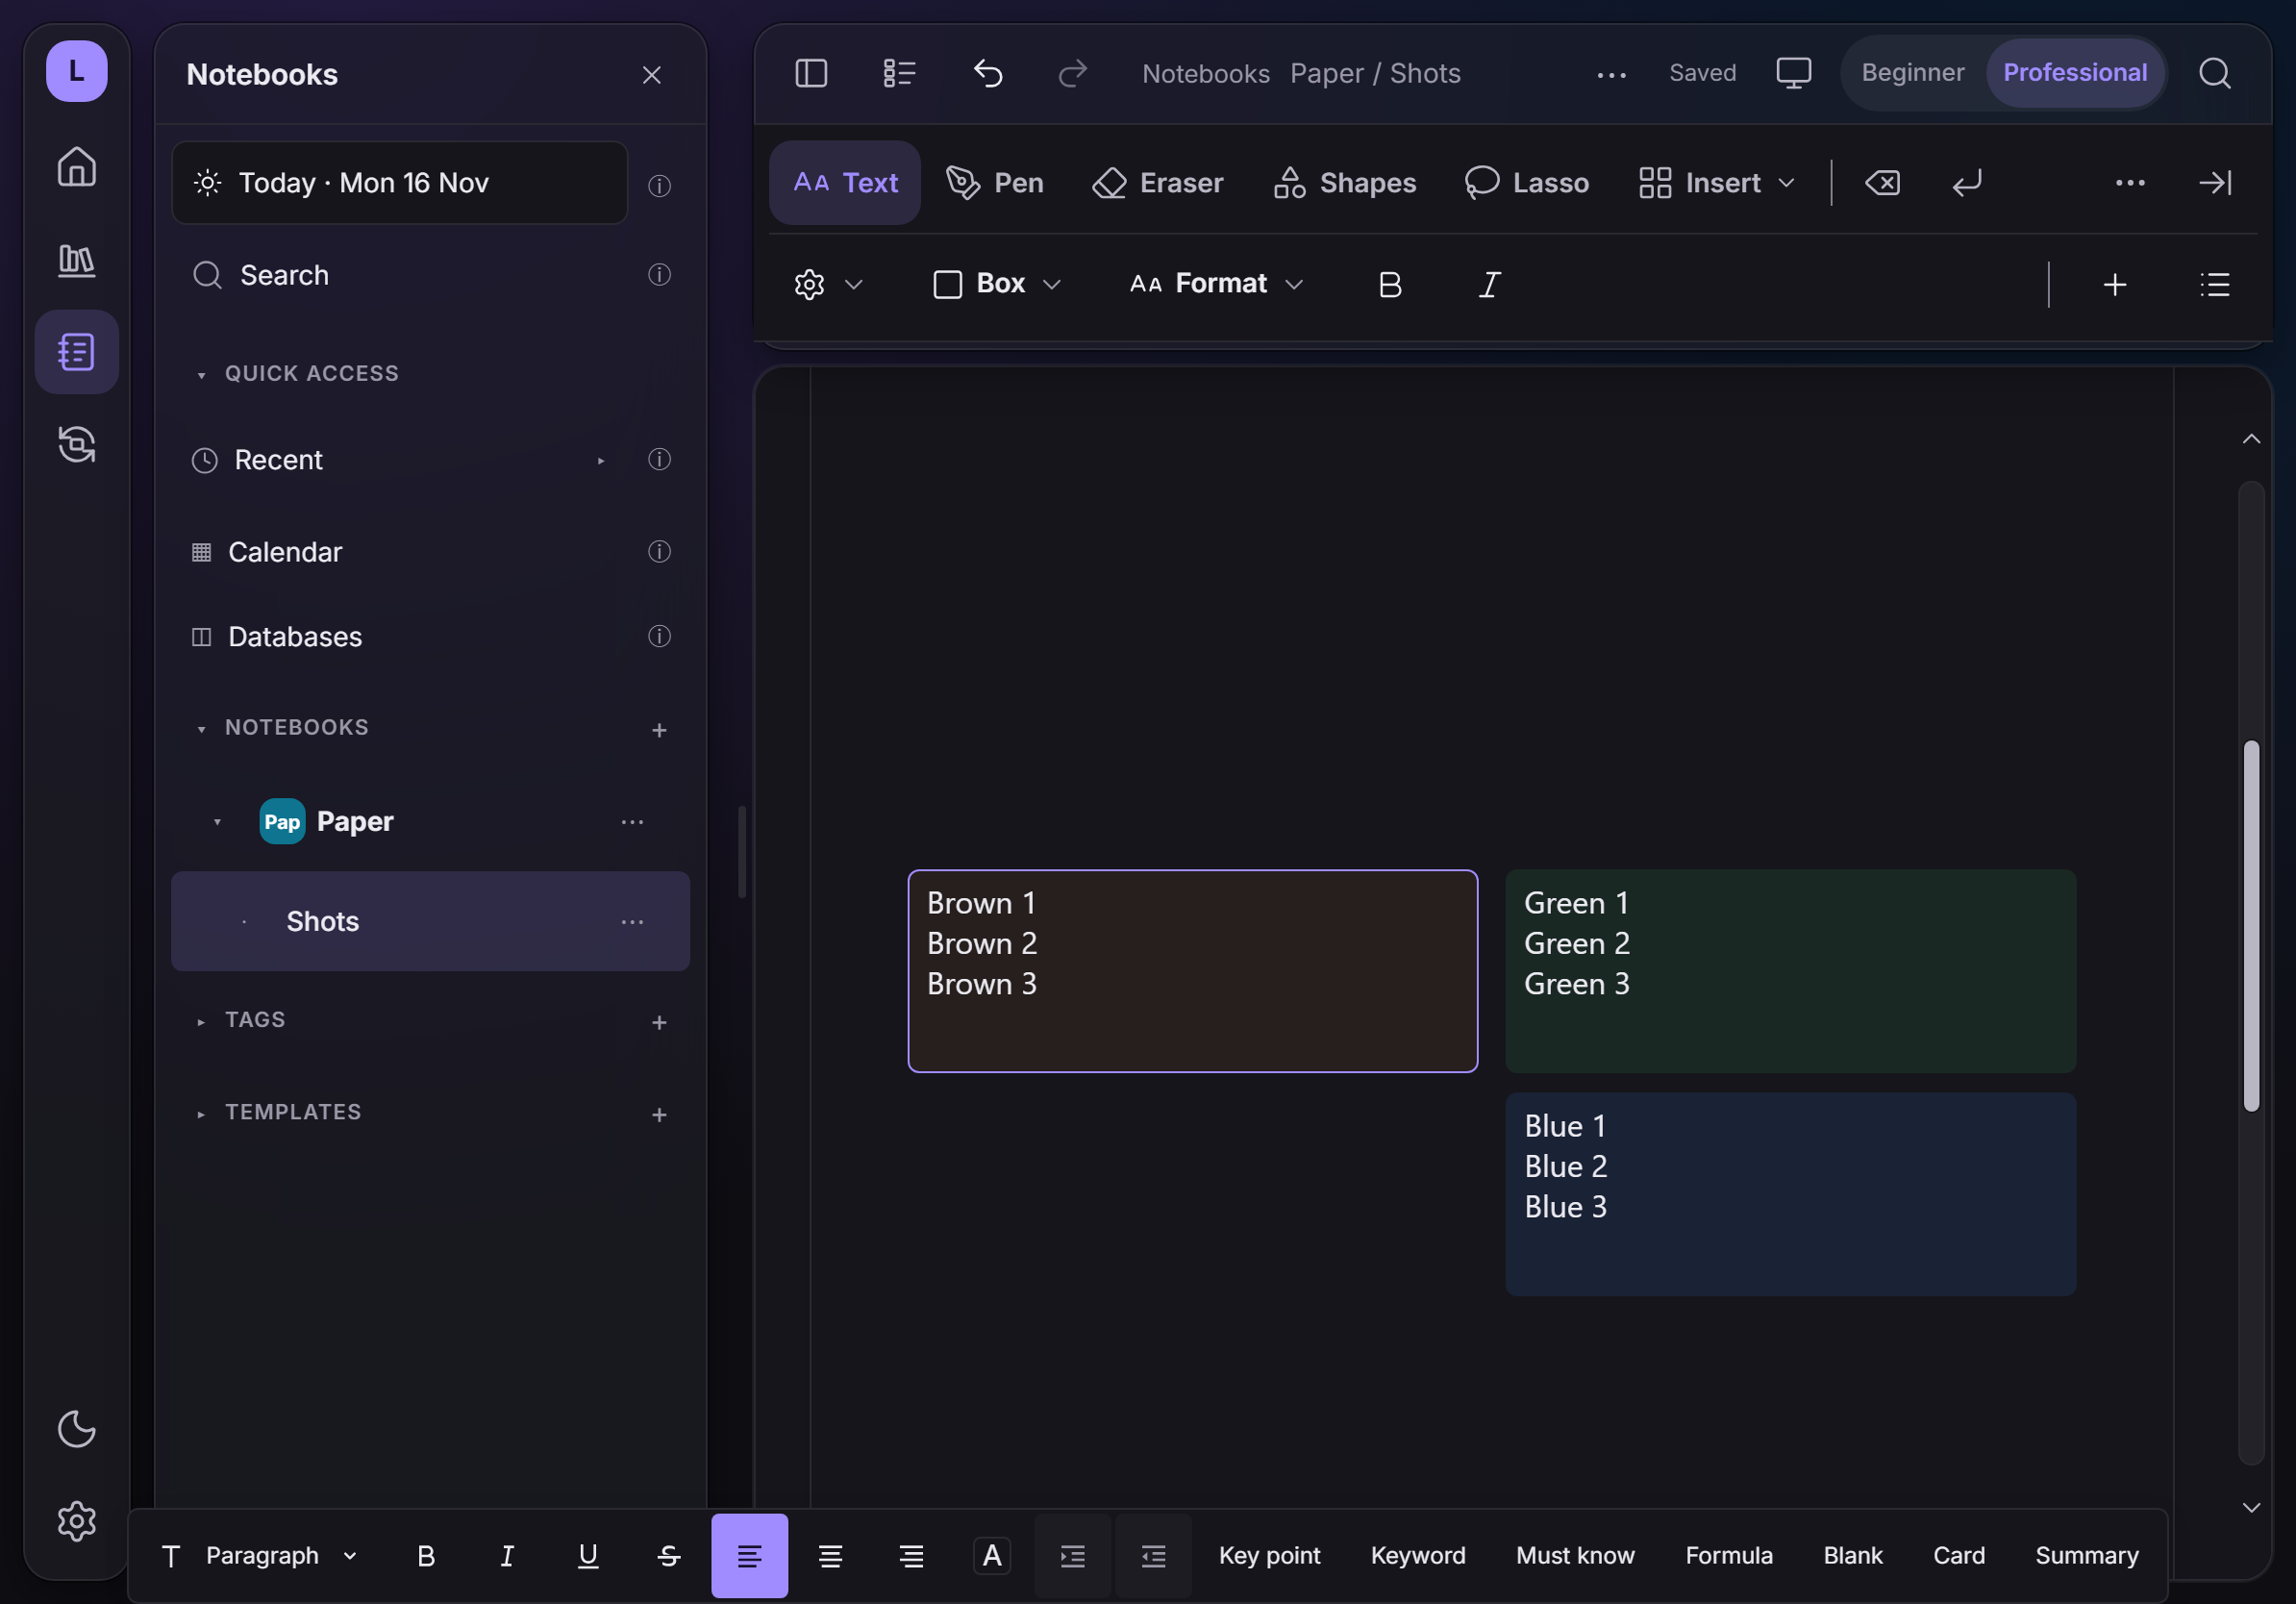 L
Notebooks
Today · Mon 16 Nov
Search
QUICK ACCESS
Recent
Calendar
Databases
NOTEBOOKS
Pap Paper
Shots
TAGS
TEMPLATES
Notebooks Paper / Shots
Saved
Beginner Professional
Text Pen Eraser Shapes Lasso Insert
Box Format B I
Brown 1
Brown 2
Brown 3
Green 1
Green 2
Green 3
Blue 1
Blue 2
Blue 3
T Paragraph B I U S A Key point Keyword Must know Formula Blank Card Summary